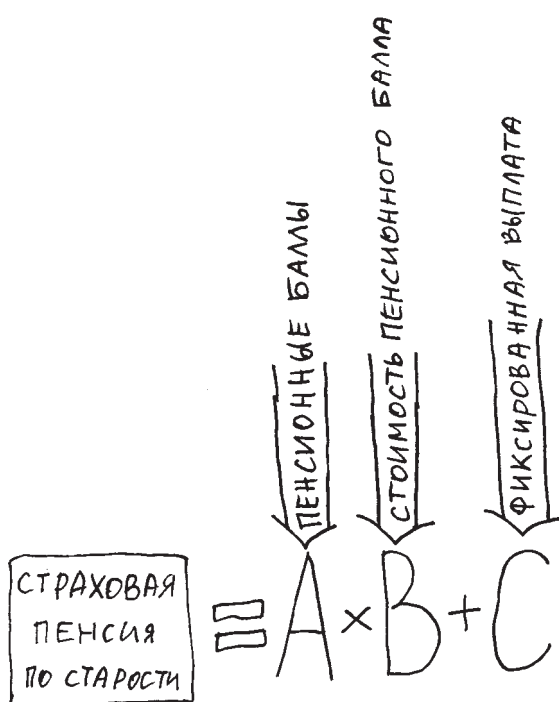 ПЕНСИОННЫЕ БАЛЛЫ
СТОИМОСТЬ ПЕНСИОННОГО БАЛЛА
ФИКСИРОВАННАЯ ВЫПЛАТА
СТРАХОВАЯ
ПЕНСИЯ
ПО СТАРОСТИ
= A × B + C